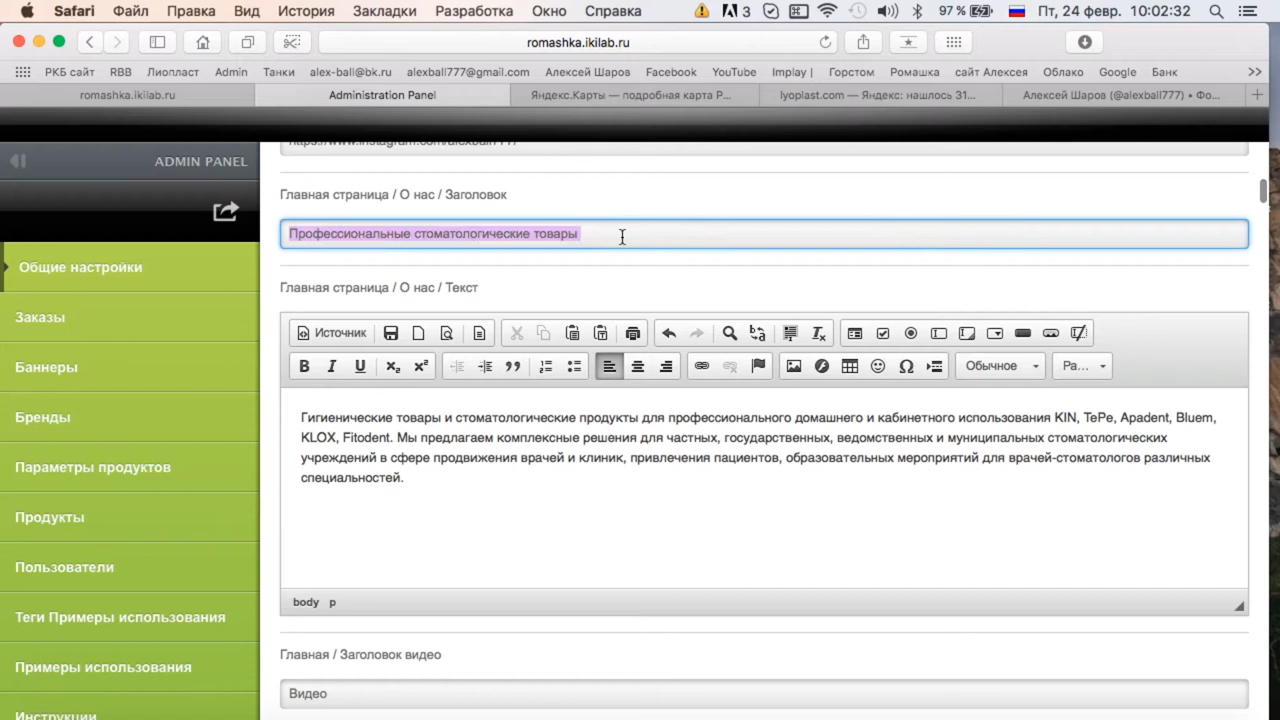 Safari Файл Правка Вид История Закладки Разработка Окно Справка 3 97 % Пт, 24 февр. 10:02:32
romashka.ikilab.ru
РКБ сайт RBB Лиопласт Admin Танки alex-ball@bk.ru alexball777@gmail.com Алексей Шаров Facebook YouTube Implay | Горстом Ромашка сайт Алексея Облако Google Банк
romashka.ikilab.ru Administration Panel Яндекс.Карты — подробная карта Р... lyoplast.com — Яндекс: нашлось 31... Алексей Шаров (@alexball777) • Фо...
ADMIN PANEL
Общие настройки
Заказы
Баннеры
Бренды
Параметры продуктов
Продукты
Пользователи
Теги Примеры использования
Примеры использования
Инструкции
Главная страница / О нас / Заголовок
Профессиональные стоматологические товары
Главная страница / О нас / Текст
Источник
Обычное Ра...
Гигиенические товары и стоматологические продукты для профессионального домашнего и кабинетного использования KIN, TePe, Apadent, Bluem,
KLOX, Fitodent. Мы предлагаем комплексные решения для частных, государственных, ведомственных и муниципальных стоматологических
учреждений в сфере продвижения врачей и клиник, привлечения пациентов, образовательных мероприятий для врачей-стоматологов различных
специальностей.
body p
Главная / Заголовок видео
Видео